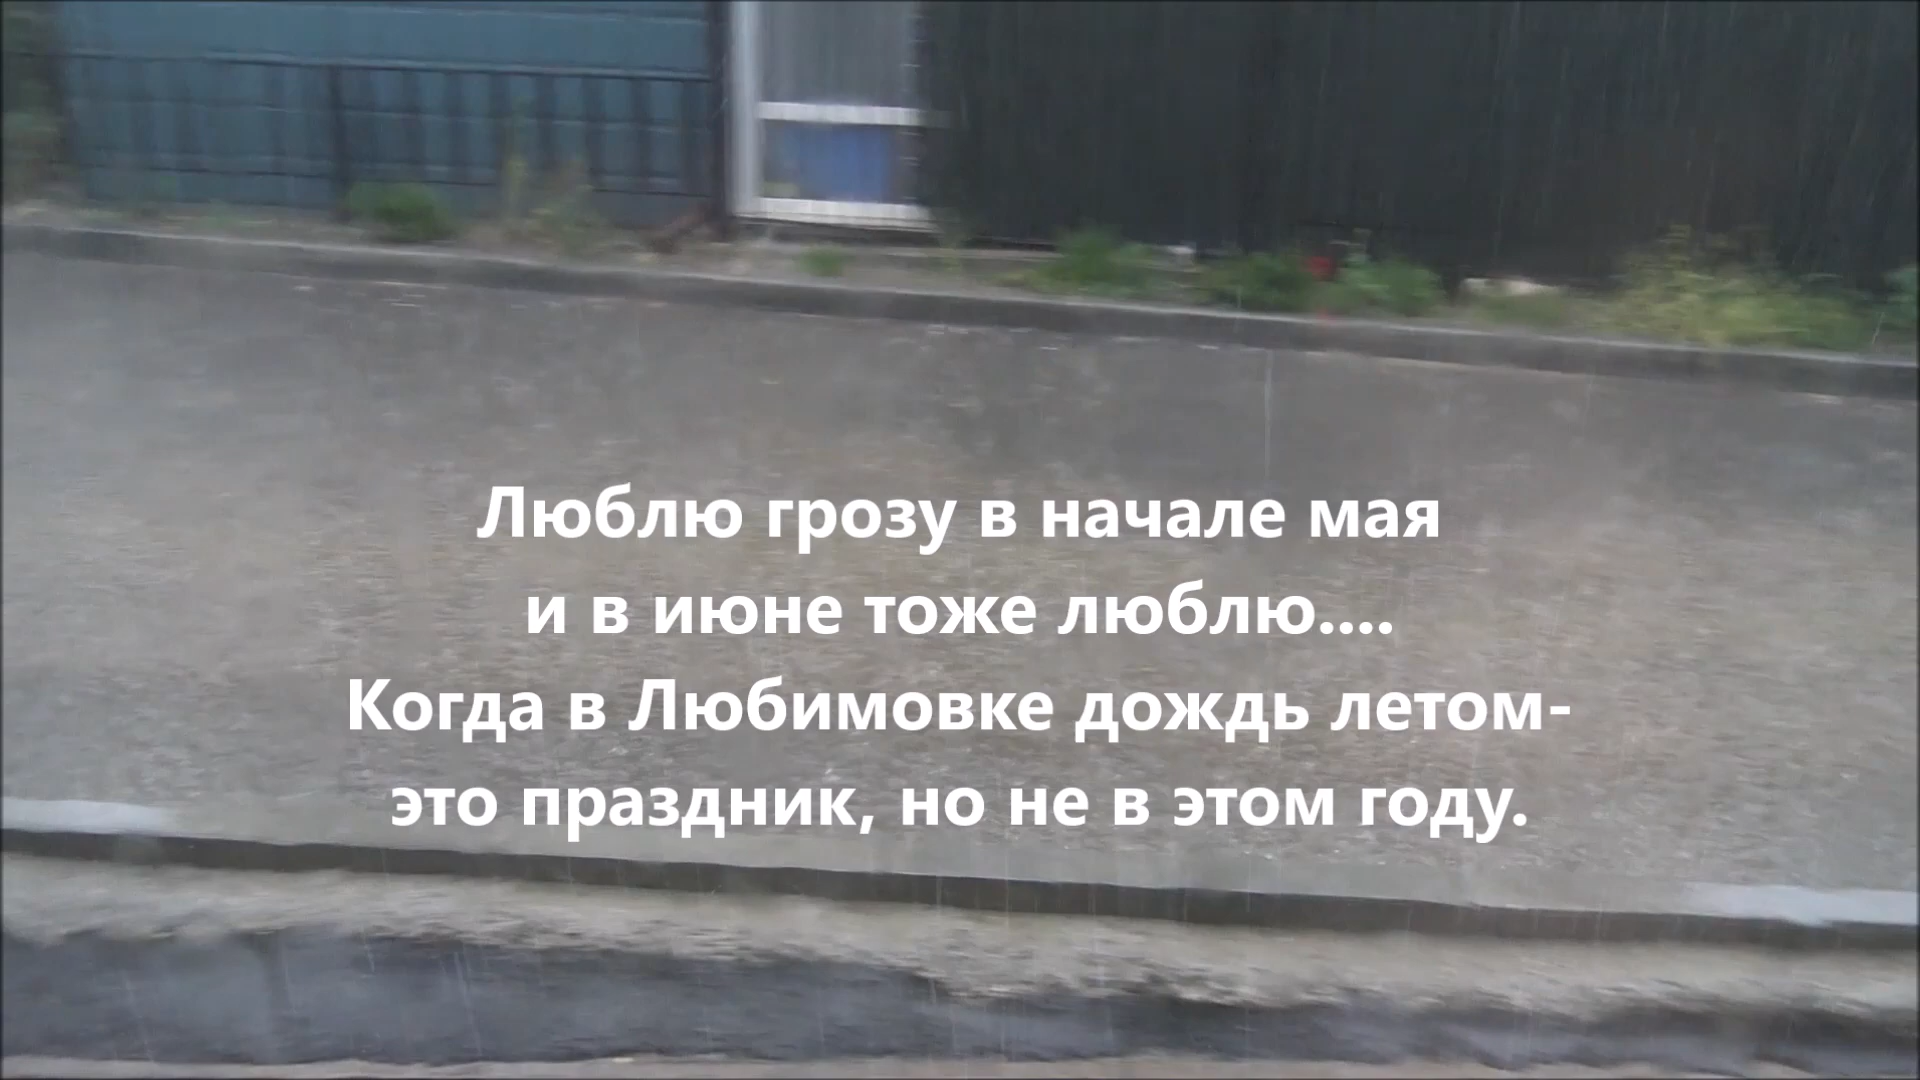 Люблю грозу в начале мая
и в июне тоже люблю....
Когда в Любимовке дождь летом-
это праздник, но не в этом году.